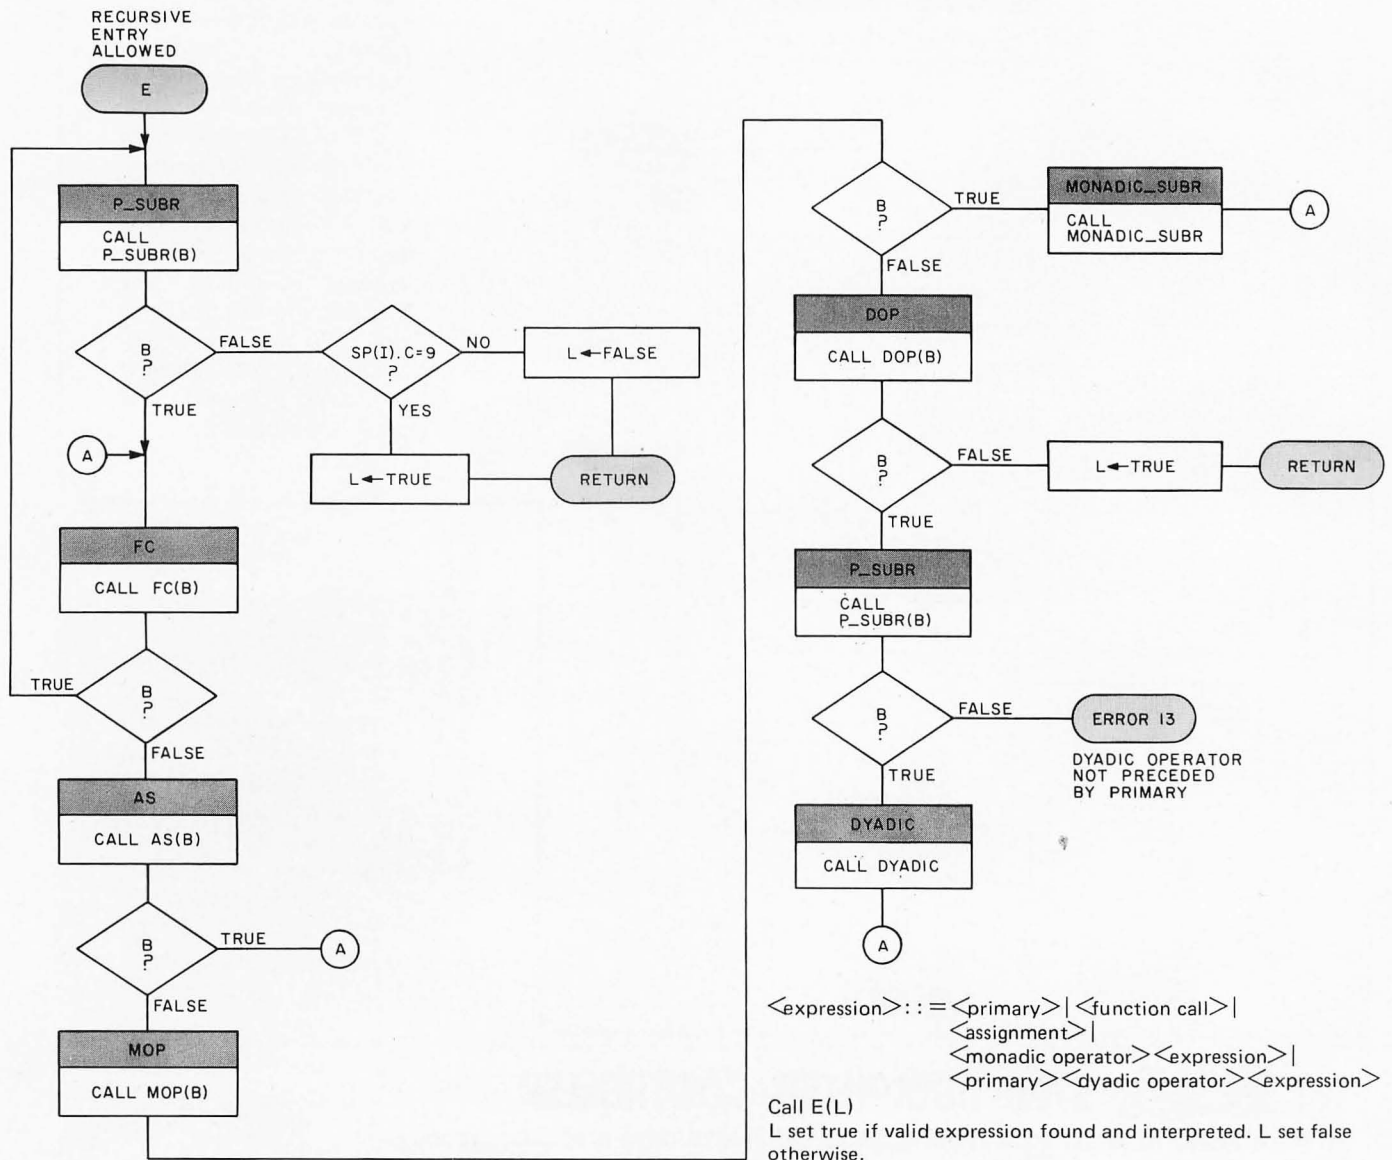 RECURSIVE
ENTRY
ALLOWED
E
P_SUBR
CALL
P_SUBR(B)
B
?
FALSE
SP(I).C=9
?
NO
L←FALSE
TRUE
YES
A
L←TRUE
RETURN
FC
CALL FC(B)
TRUE
B
?
FALSE
AS
CALL AS(B)
B
?
TRUE
A
FALSE
MOP
CALL MOP(B)
B
?
TRUE
MONADIC_SUBR
CALL
MONADIC_SUBR
A
FALSE
DOP
CALL DOP(B)
B
?
FALSE
L←TRUE
RETURN
TRUE
P_SUBR
CALL
P_SUBR(B)
B
?
FALSE
ERROR 13
DYADIC OPERATOR
NOT PRECEDED
BY PRIMARY
TRUE
DYADIC
CALL DYADIC
A
<expression>::=<primary>|<function call>|
<assignment>|
<monadic operator><expression>|
<primary><dyadic operator><expression>
Call E(L)
L set true if valid expression found and interpreted. L set false
otherwise.